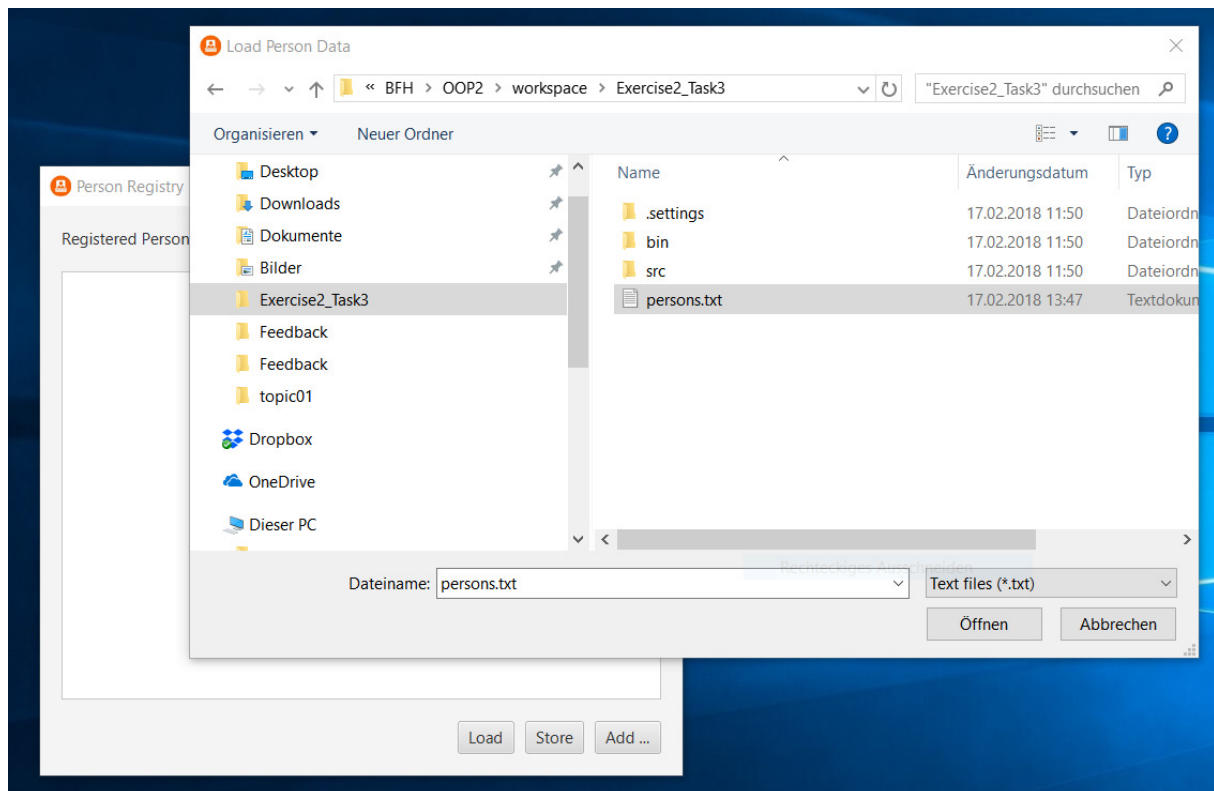 Load Person Data
« BFH > OOP2 > workspace > Exercise2_Task3
"Exercise2_Task3" durchsuchen
Organisieren
Neuer Ordner
?
Person Registry
Registered Person
Desktop
Downloads
Dokumente
Bilder
Exercise2_Task3
Feedback
Feedback
topic01
Dropbox
OneDrive
Dieser PC
Name Änderungsdatum Typ
.settings 17.02.2018 11:50 Dateiordn
bin 17.02.2018 11:50 Dateiordn
src 17.02.2018 11:50 Dateiordn
persons.txt 17.02.2018 13:47 Textdokun
Rechteckiges Ausschneiden
Dateiname: persons.txt
Text files (*.txt)
Öffnen Abbrechen
Load Store Add ...